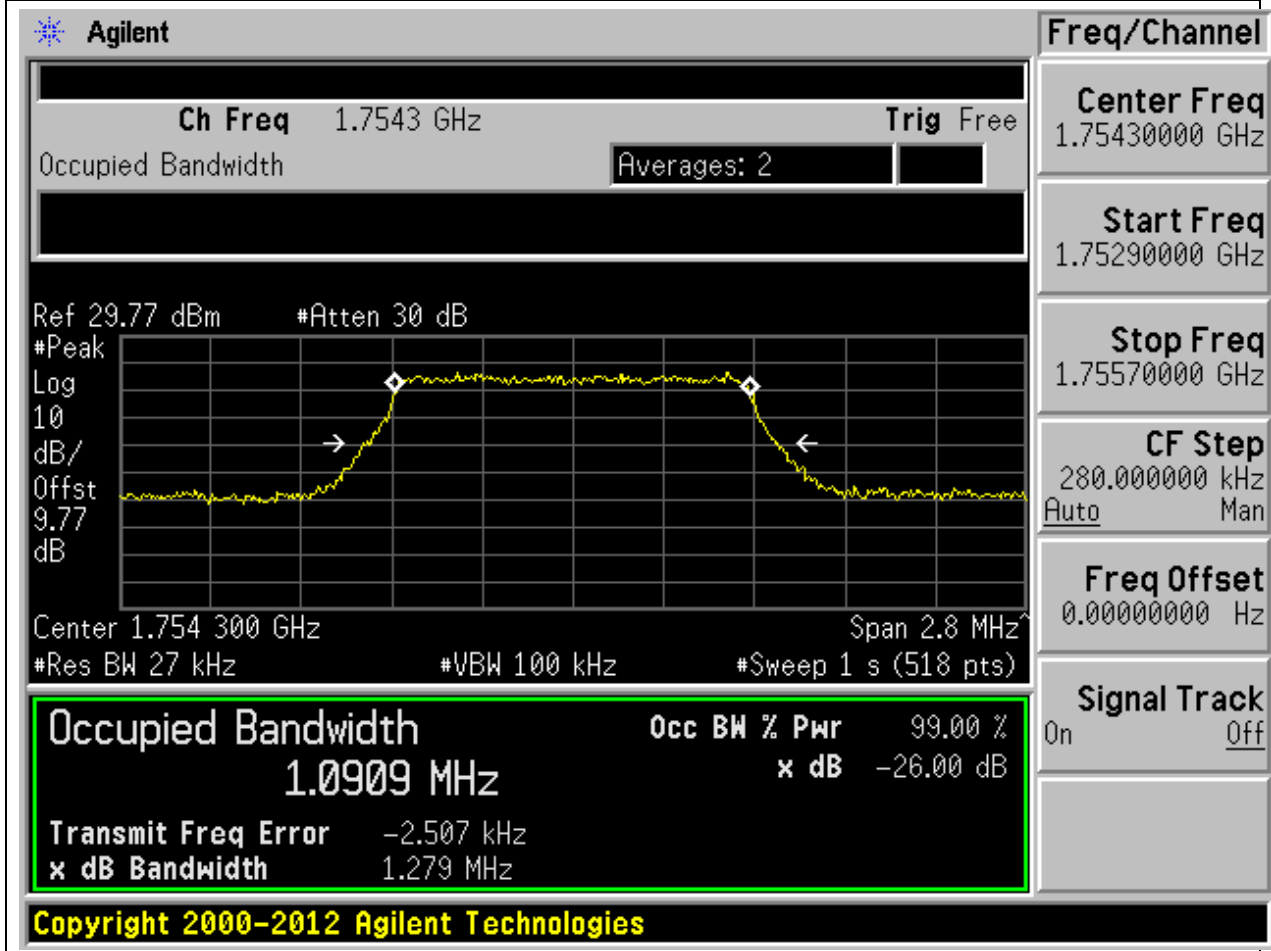 Agilent
Freq/Channel
Ch Freq 1.7543 GHz Trig Free
Occupied Bandwidth Averages: 2
Ref 29.77 dBm #Atten 30 dB
#Peak
Log
10
dB/
Offst
9.77
dB
Center 1.754 300 GHz Span 2.8 MHz^
#Res BW 27 kHz #VBW 100 kHz #Sweep 1 s (518 pts)
Occupied Bandwidth Occ BW % Pwr 99.00 %
1.0909 MHz x dB -26.00 dB
Transmit Freq Error -2.507 kHz
x dB Bandwidth 1.279 MHz
Center Freq
1.75430000 GHz
Start Freq
1.75290000 GHz
Stop Freq
1.75570000 GHz
CF Step
280.000000 kHz
Auto Man
Freq Offset
0.00000000 Hz
Signal Track
On Off
Copyright 2000-2012 Agilent Technologies